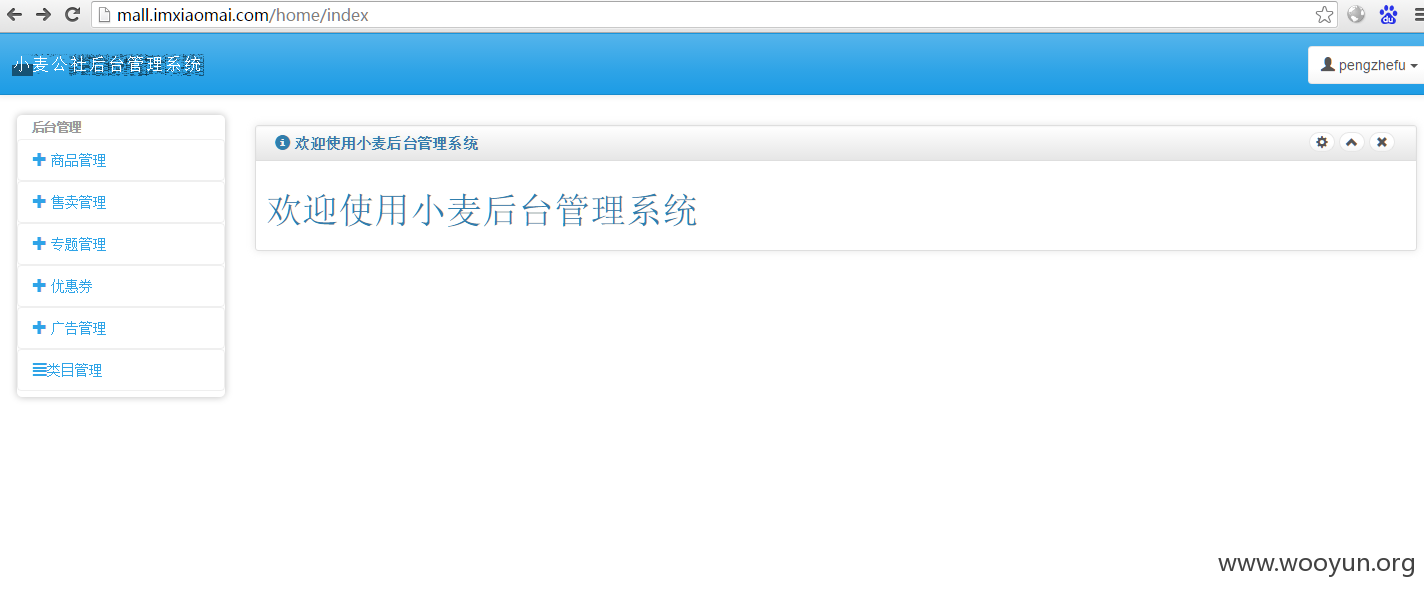 mall.imxiaomai.com/home/index
小麦公社后台管理系统
pengzhefu
后台管理
商品管理
售卖管理
专题管理
优惠券
广告管理
类目管理
欢迎使用小麦后台管理系统
欢迎使用小麦后台管理系统
www.wooyun.org